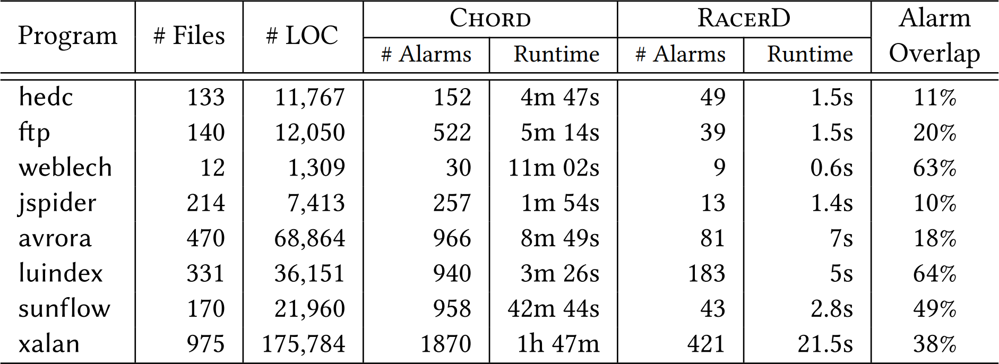 Program # Files # LOC CHORD RACERD Alarm Overlap
# Alarms Runtime # Alarms Runtime
hedc 133 11,767 152 4m 47s 49 1.5s 11%
ftp 140 12,050 522 5m 14s 39 1.5s 20%
weblech 12 1,309 30 11m 02s 9 0.6s 63%
jspider 214 7,413 257 1m 54s 13 1.4s 10%
avrora 470 68,864 966 8m 49s 81 7s 18%
luindex 331 36,151 940 3m 26s 183 5s 64%
sunflow 170 21,960 958 42m 44s 43 2.8s 49%
xalan 975 175,784 1870 1h 47m 421 21.5s 38%